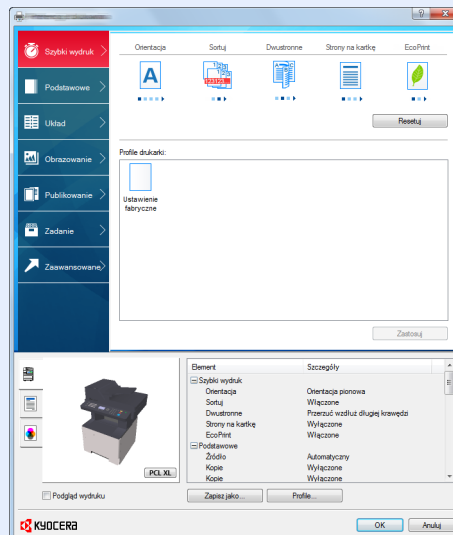 Szybki wydruk
Podstawowe
Układ
Obrazowanie
Publikowanie
Zadanie
Zaawansowane
Orientacja Sortuj Dwustronne Strony na kartkę EcoPrint
A
123123
A C
Resetuj
Profile drukarki:
Ustawienie
fabryczne
Zastosuj
PCL XL
Podgląd wydruku
Element Szczegóły
Szybki wydruk
Orientacja Orientacja pionowa
Sortuj Włączone
Dwustronne Przerzuć wzdłuż długiej krawędzi
Strony na kartkę Wyłączone
EcoPrint Włączone
Podstawowe
Źródło Automatyczny
Kopie Wyłączone
Kopie Wyłączone
Zapisz jako... Profile...
KYOCERA
OK Anuluj